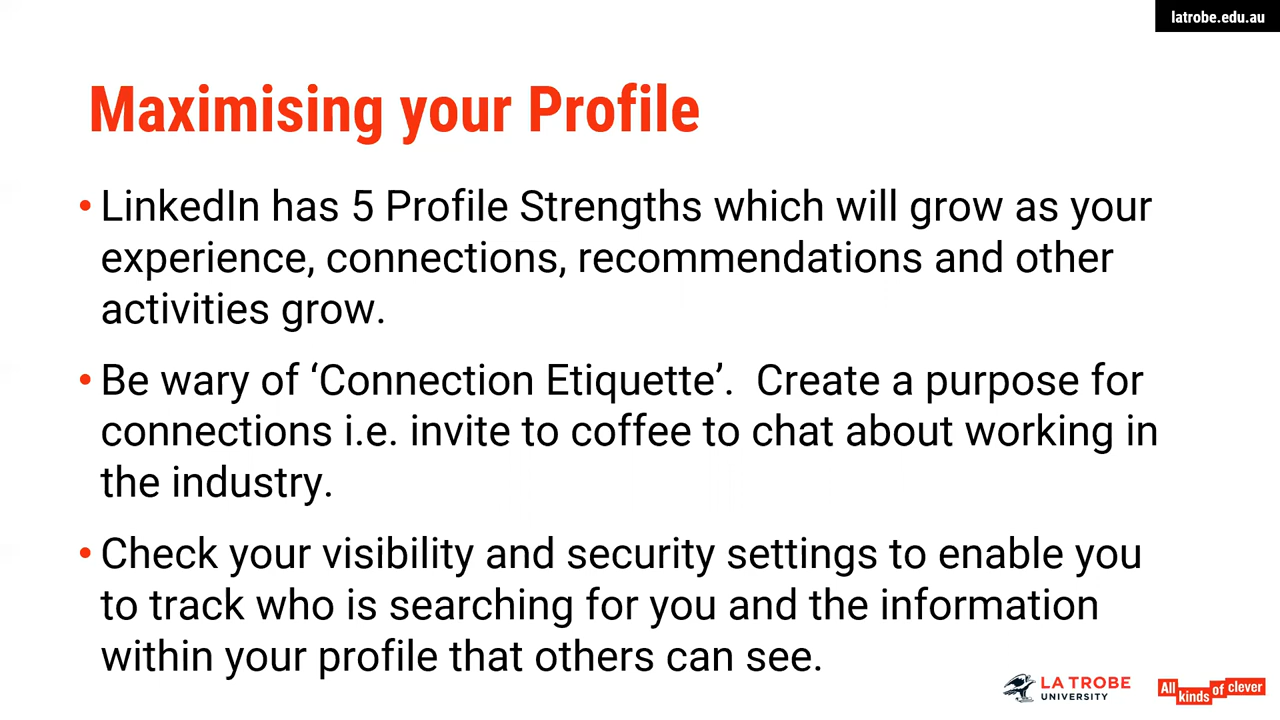 latrobe.edu.au
Maximising your Profile
• LinkedIn has 5 Profile Strengths which will grow as your
experience, connections, recommendations and other
activities grow.
• Be wary of ‘Connection Etiquette’.  Create a purpose for
connections i.e. invite to coffee to chat about working in
the industry.
• Check your visibility and security settings to enable you
to track who is searching for you and the information
within your profile that others can see.
LA TROBE
UNIVERSITY
All kinds of clever